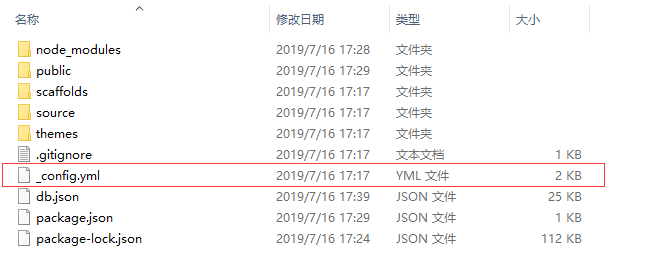 名称 修改日期 类型 大小
node_modules 2019/7/16 17:28 文件夹
public 2019/7/16 17:29 文件夹
scaffolds 2019/7/16 17:17 文件夹
source 2019/7/16 17:17 文件夹
themes 2019/7/16 17:17 文件夹
.gitignore 2019/7/16 17:17 文本文档 1 KB
_config.yml 2019/7/16 17:17 YML 文件 2 KB
db.json 2019/7/16 17:39 JSON 文件 25 KB
package.json 2019/7/16 17:29 JSON 文件 1 KB
package-lock.json 2019/7/16 17:24 JSON 文件 112 KB